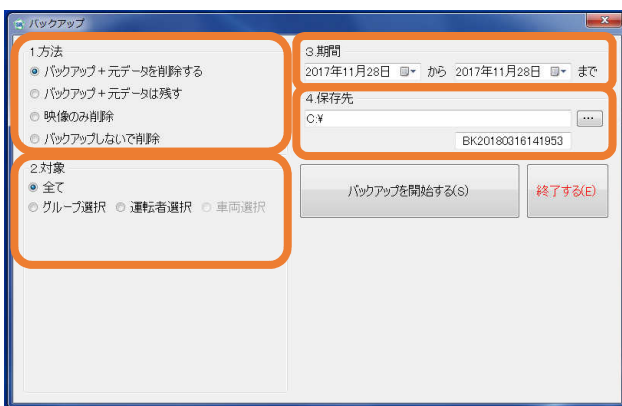 バックアップ
1.方法
バックアップ+元データを削除する
バックアップ+元データは残す
映像のみ削除
バックアップしないで削除
2.対象
全て
グループ選択 運転者選択 車両選択
3.期間
2017年11月28日 から 2017年11月28日 まで
4.保存先
C:¥
...
BK20180316141953
バックアップを開始する(S) 終了する(E)